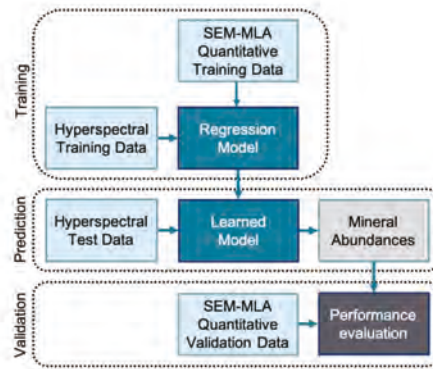 Training
SEM-MLA
Quantitative
Training Data
Hyperspectral
Training Data
Regression
Model
Prediction
Hyperspectral
Test Data
Learned
Model
Mineral
Abundances
Validation
SEM-MLA
Quantitative
Validation Data
Performance
evaluation